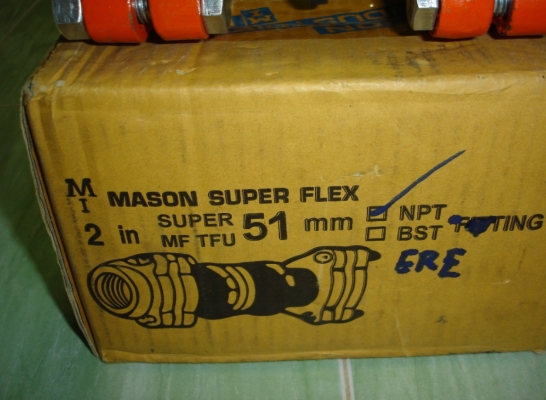 MI MASON SUPER FLEX
2 in SUPER MF TFU 51 mm
NPT
BST
FITTING
ERE